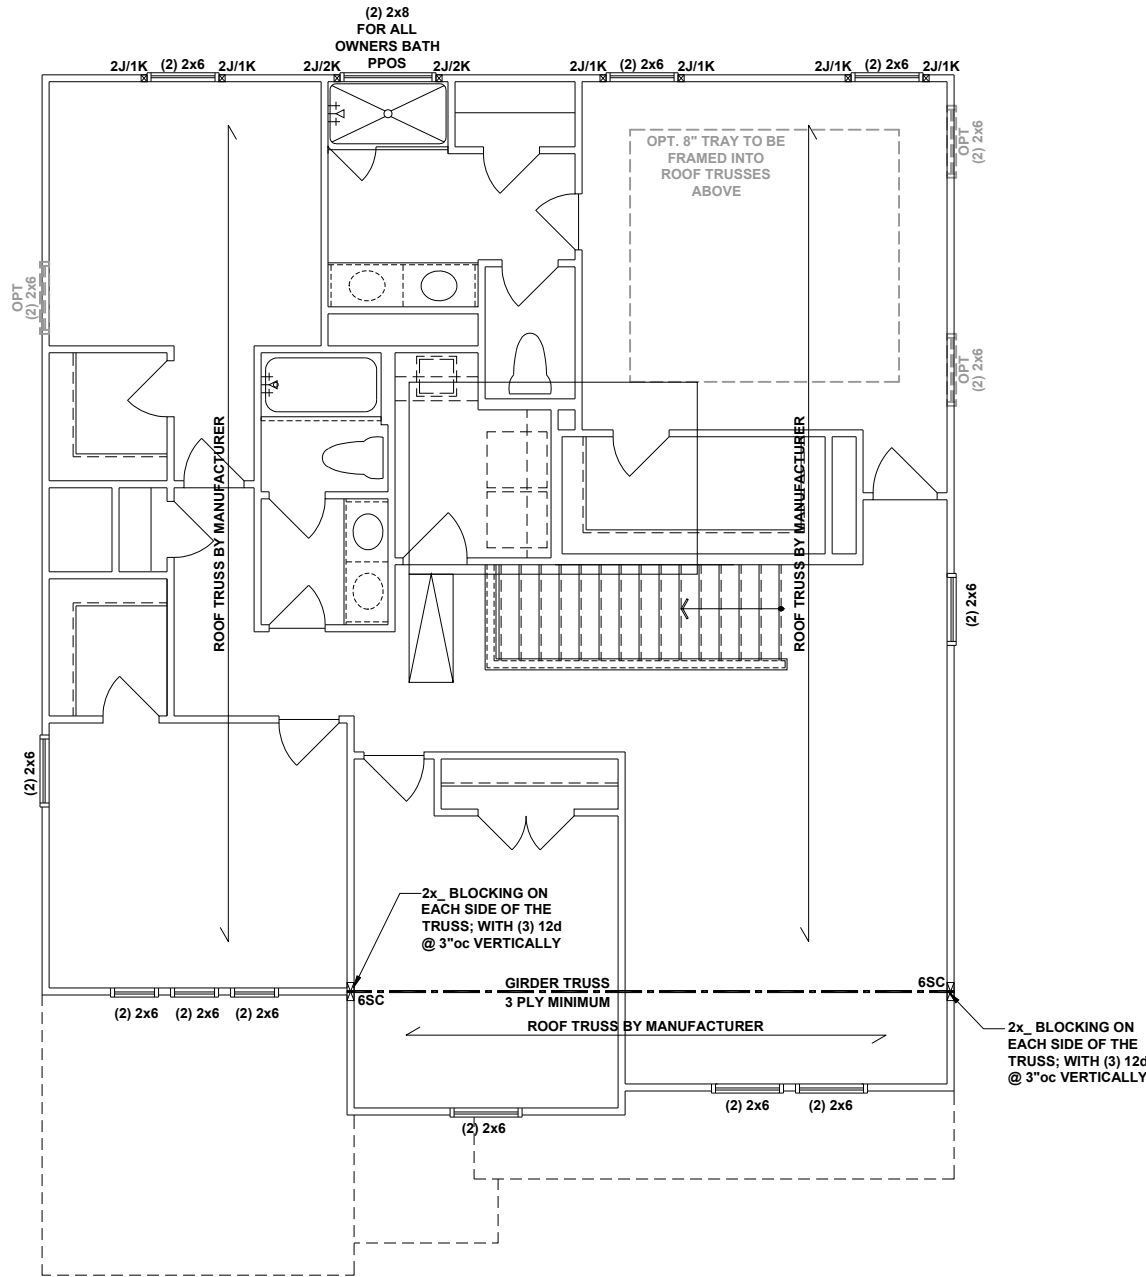 (2) 2x8
FOR ALL
OWNERS BATH
PPOS
2J/1K
(2) 2x6
2J/1K
2J/2K
2J/2K
2J/1K
(2) 2x6
2J/1K
2J/1K
(2) 2x6
2J/1K
OPT
(2) 2x6
OPT. 8" TRAY TO BE
FRAMED INTO
ROOF TRUSSES
ABOVE
OPT
(2) 2x6
OPT
(2) 2x6
ROOF TRUSS BY MANUFACTURER
ROOF TRUSS BY MANUFACTURER
(2) 2x6
(2) 2x6
2x_ BLOCKING ON
EACH SIDE OF THE
TRUSS; WITH (3) 12d
@ 3"oc VERTICALLY
GIRDER TRUSS
3 PLY MINIMUM
6SC
6SC
ROOF TRUSS BY MANUFACTURER
(2) 2x6
(2) 2x6
(2) 2x6
2x_ BLOCKING ON
EACH SIDE OF THE
TRUSS; WITH (3) 12d
@ 3"oc VERTICALLY
(2) 2x6
(2) 2x6
(2) 2x6